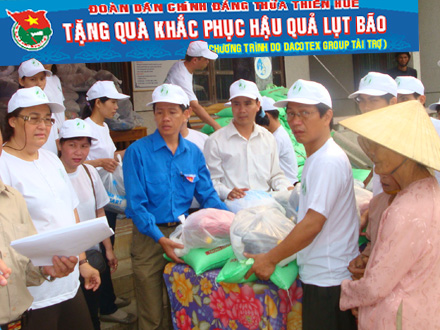 ĐOÀN DÂN CHÍNH ĐẢNG THỪA THIÊN HUẾ
TẶNG QUÀ KHẮC PHỤC HẬU QUẢ LỤT BÃO
(CHƯƠNG TRÌNH DO DACOTEX GROUP TÀI TRỢ)